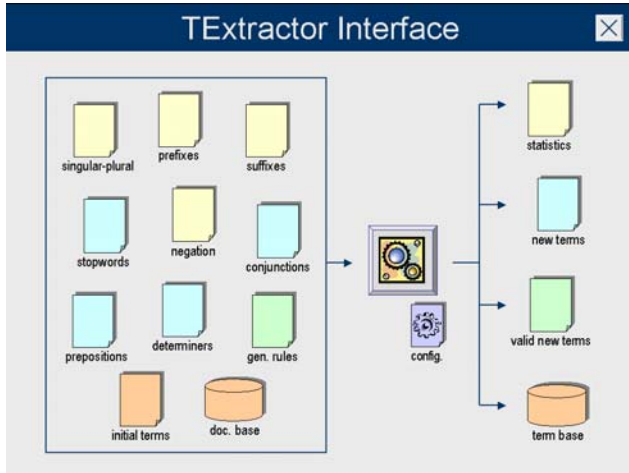 TExtractor Interface
singular-plural
prefixes
suffixes
statistics
stopwords
negation
conjunctions
new terms
prepositions
determiners
gen. rules
config.
valid new terms
initial terms
doc. base
term base